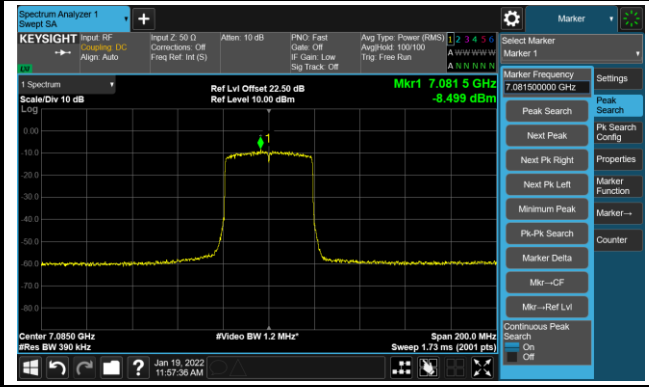 Spectrum Analyzer 1
Swept SA
+
Marker
KEYSIGHT Input: RF Input Z: 50 Ω Atten: 10 dB PNO: Fast Avg Type: Power (RMS) 1 2 3 4 5 6
Coupling: DC Corrections: Off Gate: Off Avg|Hold: 100/100 A W W W W W
Align: Auto Freq Ref: Int (S) IF Gain: Low Trig: Free Run
Sig Track: Off A N N N N N
Select Marker
Marker 1
1 Spectrum
Ref Lvl Offset 22.50 dB Mkr1 7.081 5 GHz
Scale/Div 10 dB Ref Level 10.00 dBm -8.499 dBm
Log
1
0.00
-10.0
-20.0
-30.0
-40.0
-50.0
-60.0
-70.0
-80.0
Center 7.0850 GHz #Video BW 1.2 MHz* Span 200.0 MHz
#Res BW 390 kHz Sweep 1.73 ms (2001 pts)
Marker Frequency
7.081500000 GHz
Peak Search
Next Peak
Next Pk Right
Next Pk Left
Minimum Peak
Pk-Pk Search
Marker Delta
Mkr→CF
Mkr→Ref Lvl
Continuous Peak
Search
On
Off
Settings
Peak
Search
Pk Search
Config
Properties
Marker
Function
Marker→
Counter
?
Jan 19, 2022
11:57:36 AM